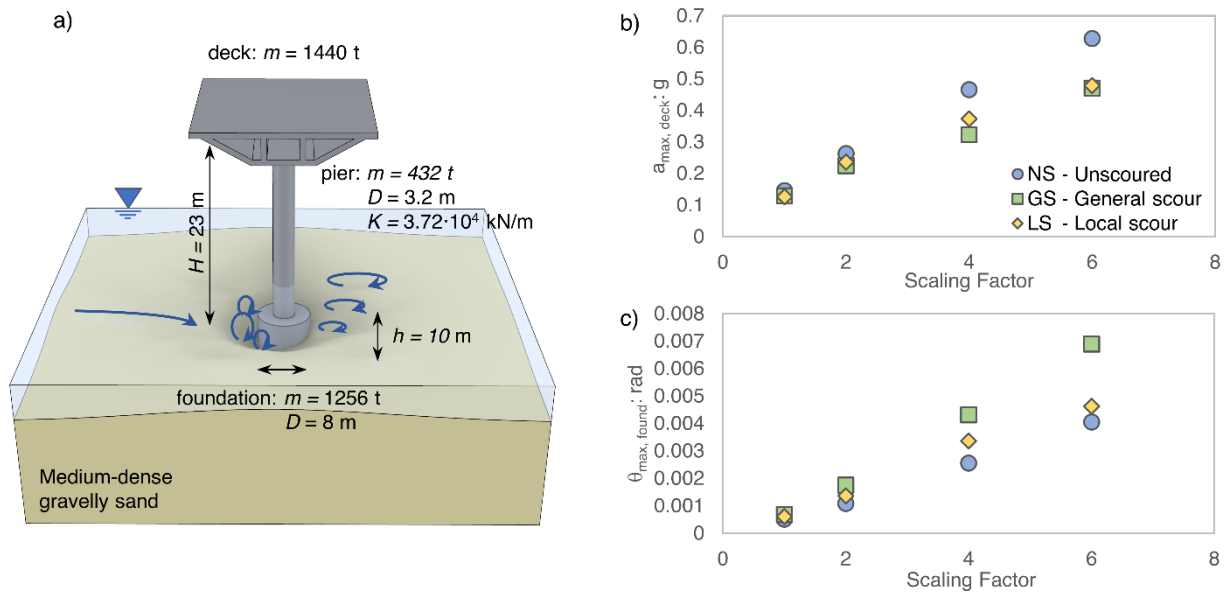 a)
deck: m = 1440 t
pier: m = 432 t
D = 3.2 m
K = 3.72·10⁴ kN/m
H = 23 m
h = 10 m
foundation: m = 1256 t
D = 8 m
Medium-dense
gravelly sand
b)
a max, deck: g
0.7
0.6
0.5
0.4
0.3
0.2
0.1
0
NS - Unscoured
GS - General scour
LS - Local scour
0 2 4 6 8
Scaling Factor
c)
θ max, found: rad
0.008
0.007
0.006
0.005
0.004
0.003
0.002
0.001
0
0 2 4 6 8
Scaling Factor